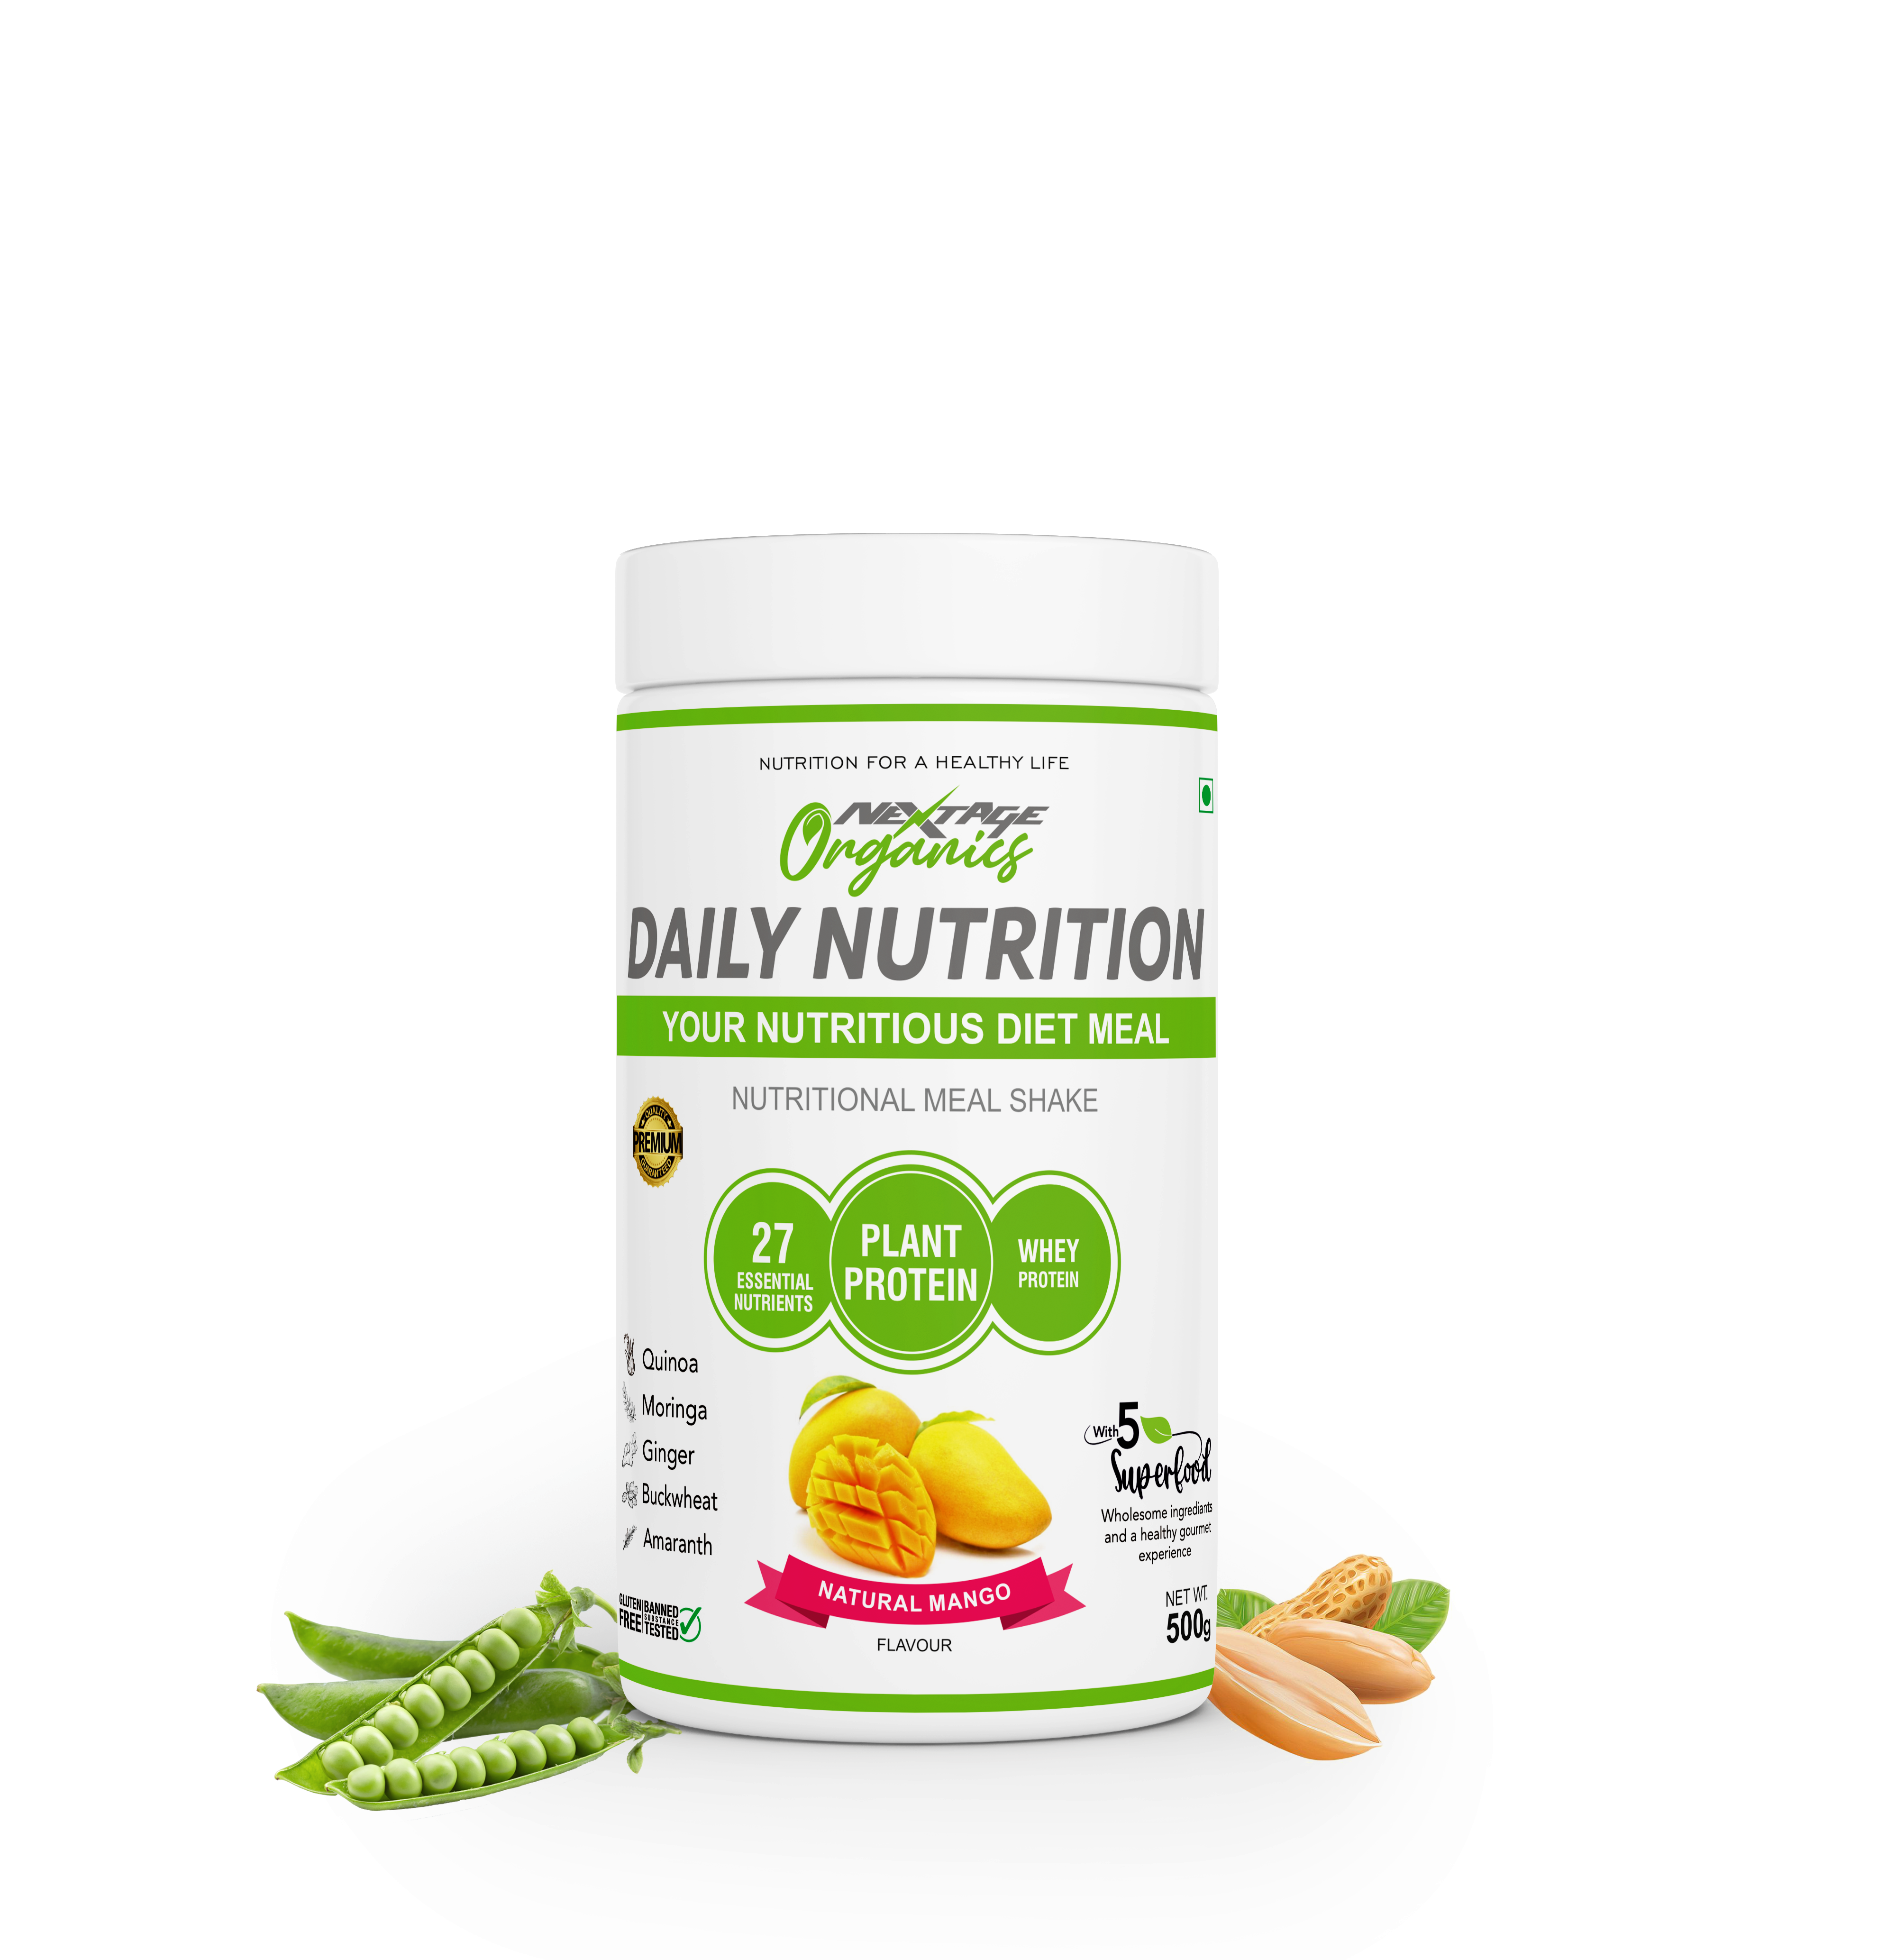 NUTRITION FOR A HEALTHY LIFE
NEXTAGE
Organics
DAILY NUTRITION
YOUR NUTRITIOUS DIET MEAL
NUTRITIONAL MEAL SHAKE
QUALITY
PREMIUM
GUARANTEED
27
ESSENTIAL
NUTRIENTS
PLANT
PROTEIN
WHEY
PROTEIN
Quinoa
Moringa
Ginger
Buckwheat
Amaranth
With 5
Superfood
Wholesome ingrediants
and a healthy gourmet
experience
GLUTEN
FREE
BANNED
SUBSTANCE
TESTED
NATURAL MANGO
FLAVOUR
NET WT.
500g